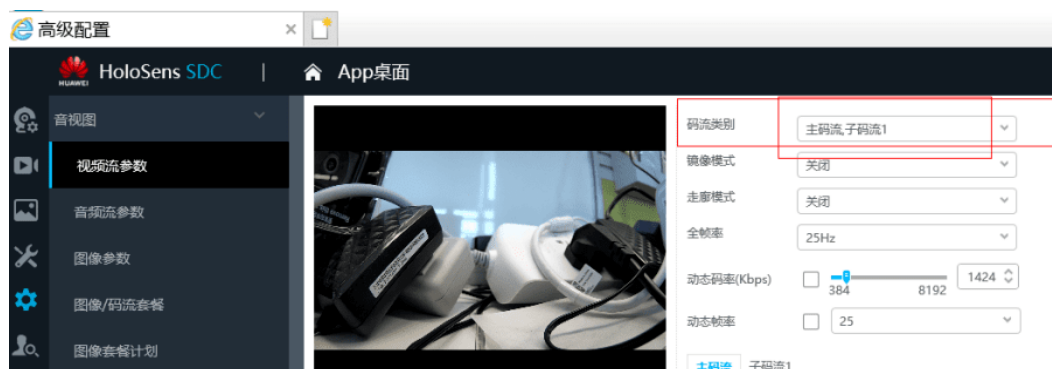 高级配置
HUAWEI HoloSens SDC | App桌面
音视图
视频流参数
音频流参数
图像参数
图像/码流套餐
图像套餐计划
码流类别 主码流,子码流1
镜像模式 关闭
走廊模式 关闭
全帧率 25Hz
动态码率(Kbps) 384 8192 1424
动态帧率 25
主码流 子码流1